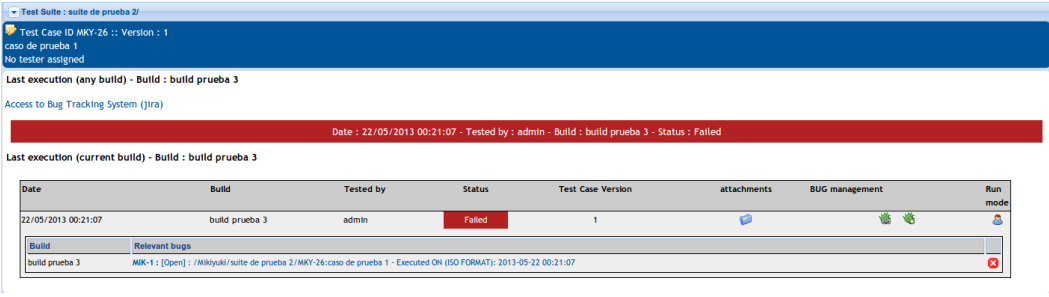 Test Suite : suite de prueba 2/
Test Case ID MKY-26 :: Version : 1
caso de prueba 1
No tester assigned
Last execution (any build) - Build : build prueba 3
Access to Bug Tracking System (jira)
Date : 22/05/2013 00:21:07 - Tested by : admin - Build : build prueba 3 - Status : Failed
Last execution (current build) - Build : build prueba 3
Date Build Tested by Status Test Case Version attachments BUG management Run mode
22/05/2013 00:21:07 build prueba 3 admin Failed 1
Build Relevant bugs
build prueba 3 MIK-1 : [Open] : /Mikiyuki/suite de prueba 2/MKY-26:caso de prueba 1 - Executed ON (ISO FORMAT): 2013-05-22 00:21:07